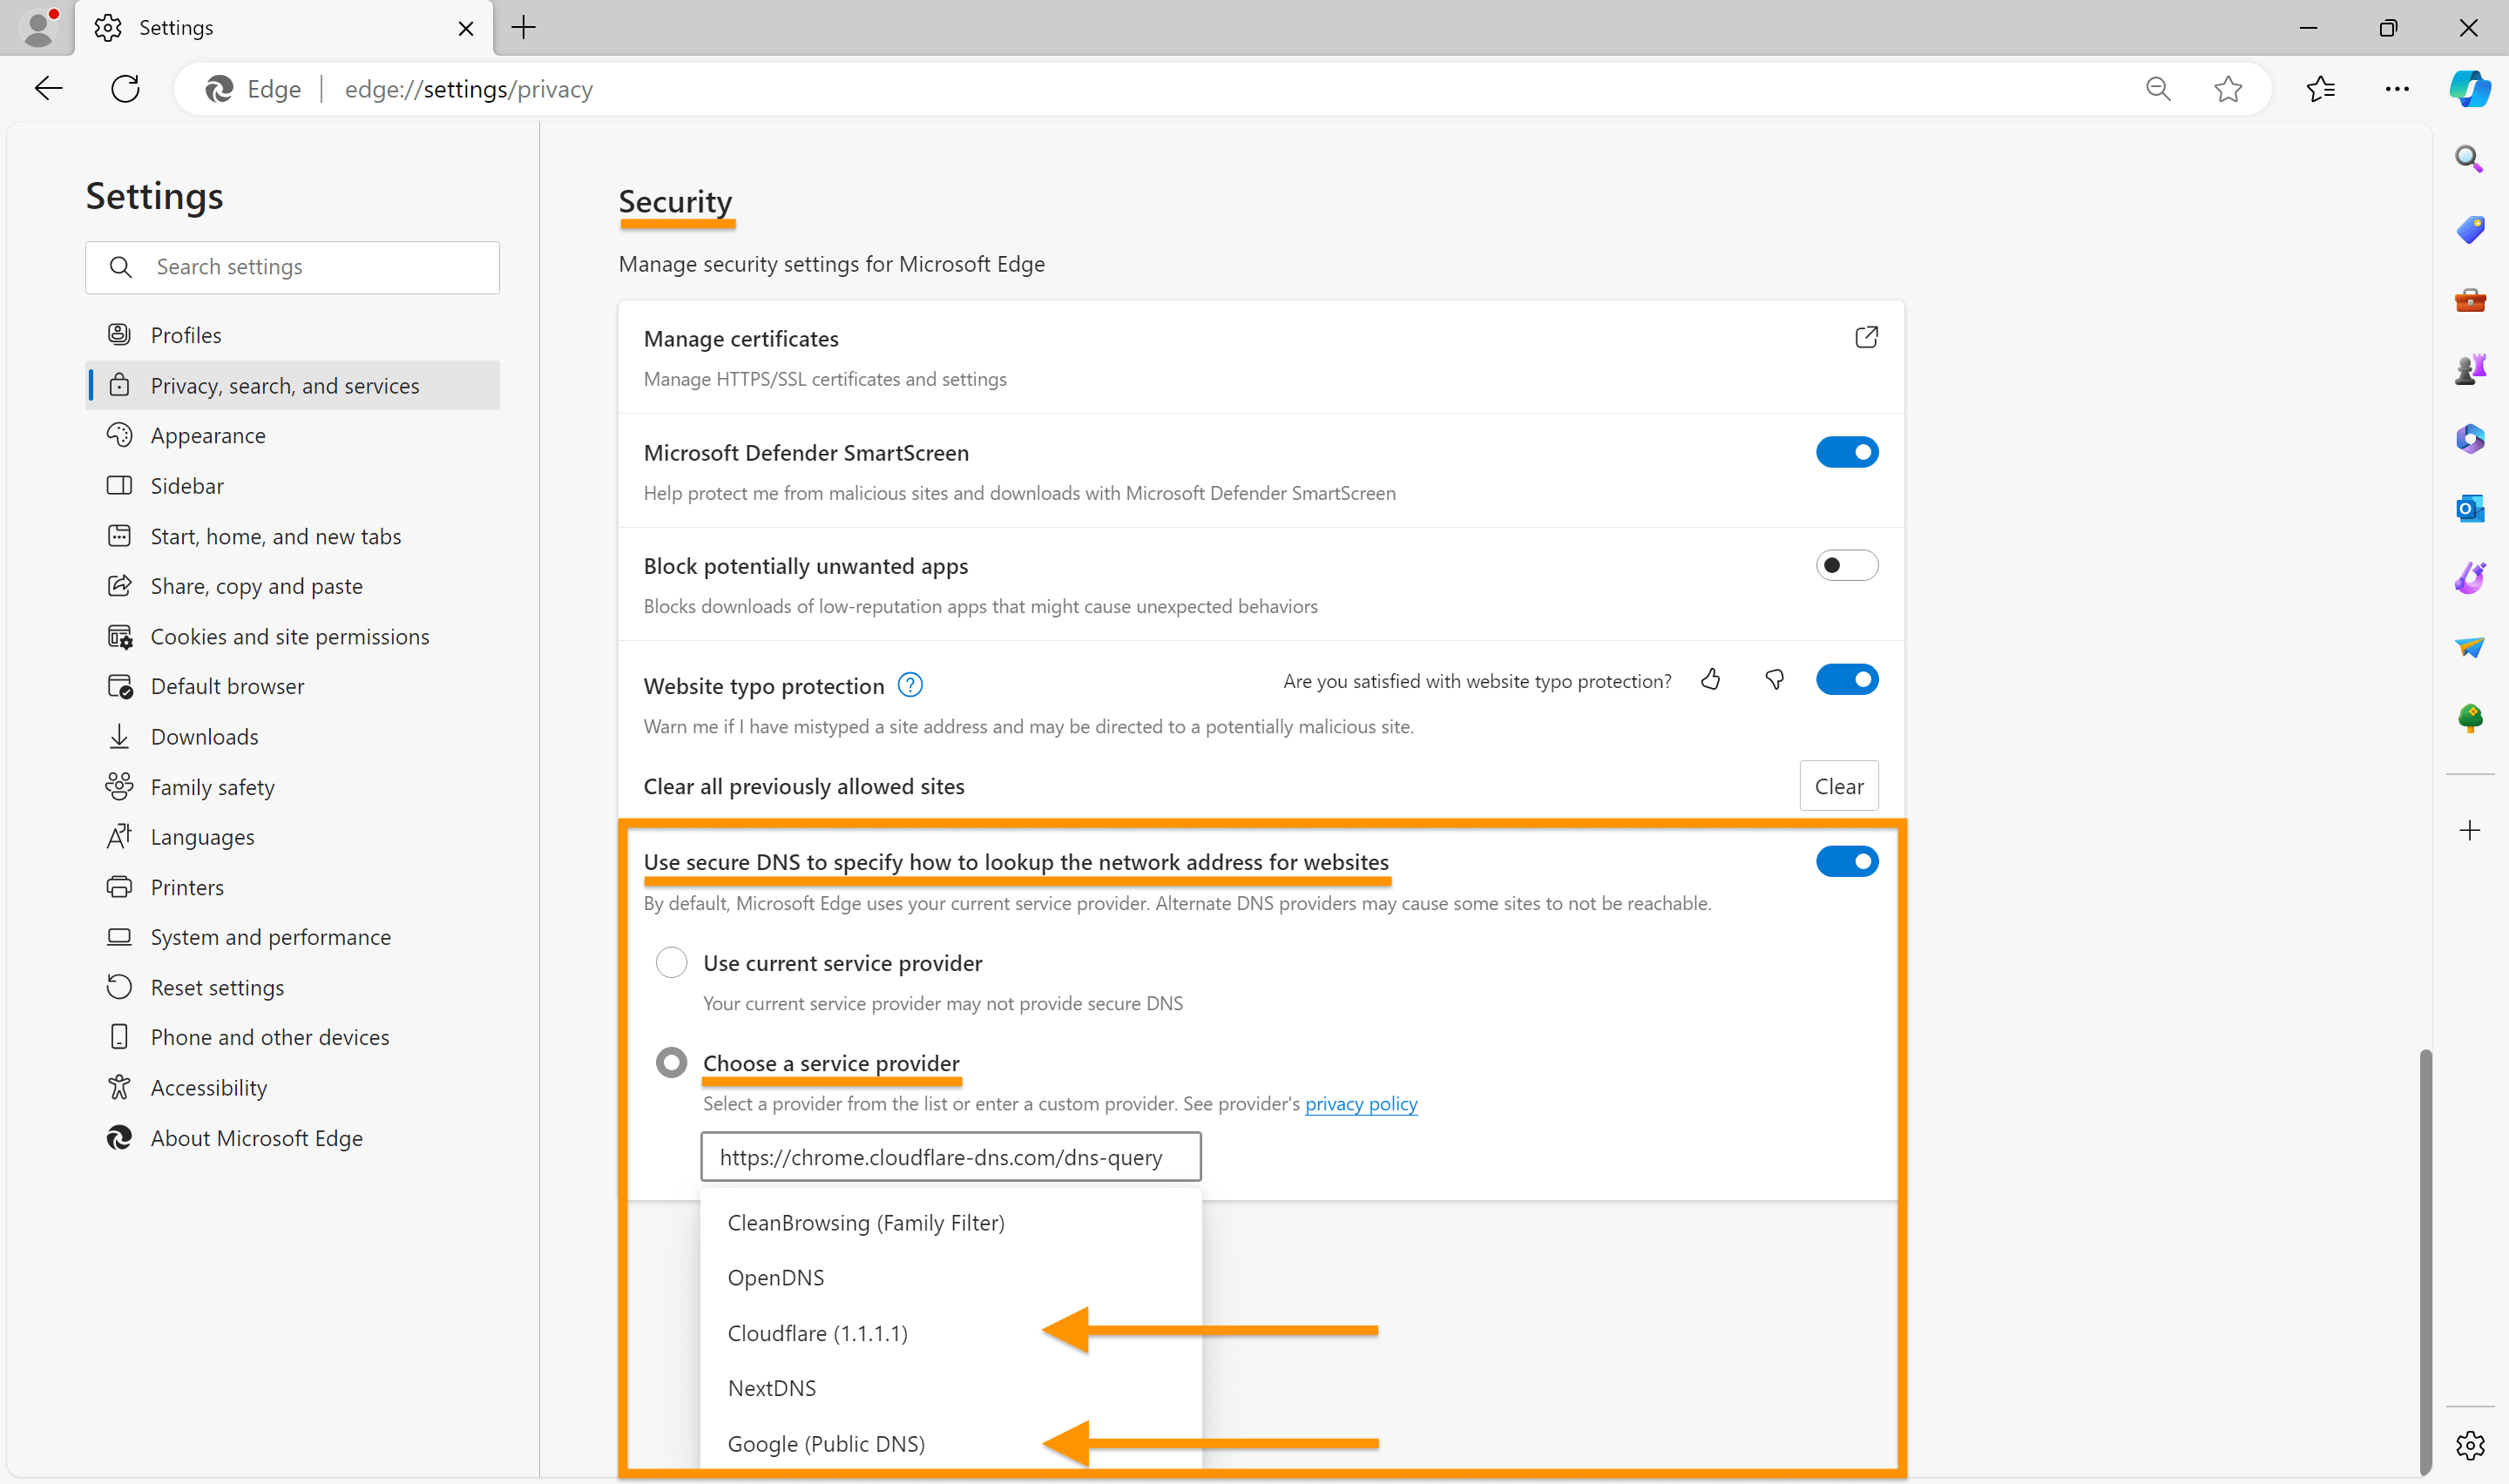 Settings
Edge
edge://settings/privacy
Settings
Search settings
Profiles
Privacy, search, and services
Appearance
Sidebar
Start, home, and new tabs
Share, copy and paste
Cookies and site permissions
Default browser
Downloads
Family safety
Languages
Printers
System and performance
Reset settings
Phone and other devices
Accessibility
About Microsoft Edge
Security
Manage security settings for Microsoft Edge
Manage certificates
Manage HTTPS/SSL certificates and settings
Microsoft Defender SmartScreen
Help protect me from malicious sites and downloads with Microsoft Defender SmartScreen
Block potentially unwanted apps
Blocks downloads of low-reputation apps that might cause unexpected behaviors
Website typo protection ?
Are you satisfied with website typo protection?
Warn me if I have mistyped a site address and may be directed to a potentially malicious site.
Clear all previously allowed sites
Clear
Use secure DNS to specify how to lookup the network address for websites
By default, Microsoft Edge uses your current service provider. Alternate DNS providers may cause some sites to not be reachable.
Use current service provider
Your current service provider may not provide secure DNS
Choose a service provider
Select a provider from the list or enter a custom provider. See provider's privacy policy
https://chrome.cloudflare-dns.com/dns-query
CleanBrowsing (Family Filter)
OpenDNS
Cloudflare (1.1.1.1)
NextDNS
Google (Public DNS)